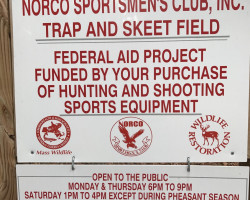 NORCO SPORTSMEN'S CLUB, INC.
TRAP AND SKEET FIELD
FEDERAL AID PROJECT
FUNDED BY YOUR PURCHASE
OF HUNTING AND SHOOTING
SPORTS EQUIPMENT
NORCO
WILDLIFE
RESTORATION
Mass Wildlife
OPEN TO THE PUBLIC
MONDAY & THURSDAY 6PM TO 9PM
SATURDAY 1PM TO 4PM EXCEPT DURING PHEASANT SEASON